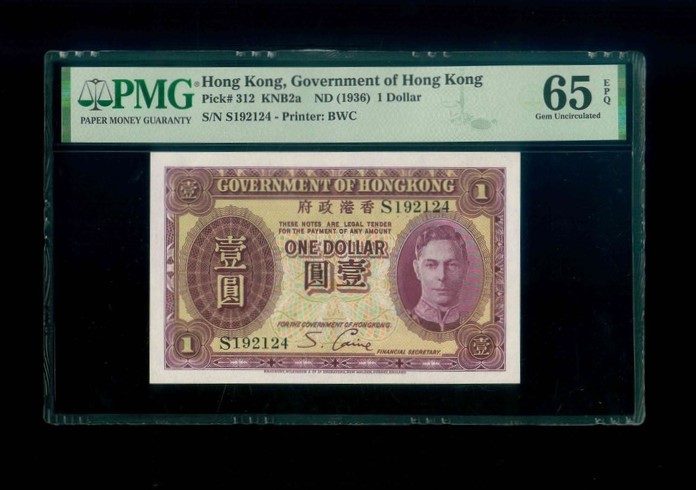 PMG
PAPER MONEY GUARANTY
Hong Kong, Government of Hong Kong
Pick# 312 KNB2a ND (1936) 1 Dollar
S/N S192124 - Printer: BWC
65 EPQ
Gem Uncirculated
壹 GOVERNMENT OF HONGKONG 1
府政港香 S192124
THESE NOTES ARE LEGAL TENDER
FOR THE PAYMENT OF ANY AMOUNT
ONE DOLLAR
壹圓
圓壹
FOR THE GOVERNMENT OF HONGKONG
1 S192124 S. Caine 壹
FINANCIAL SECRETARY